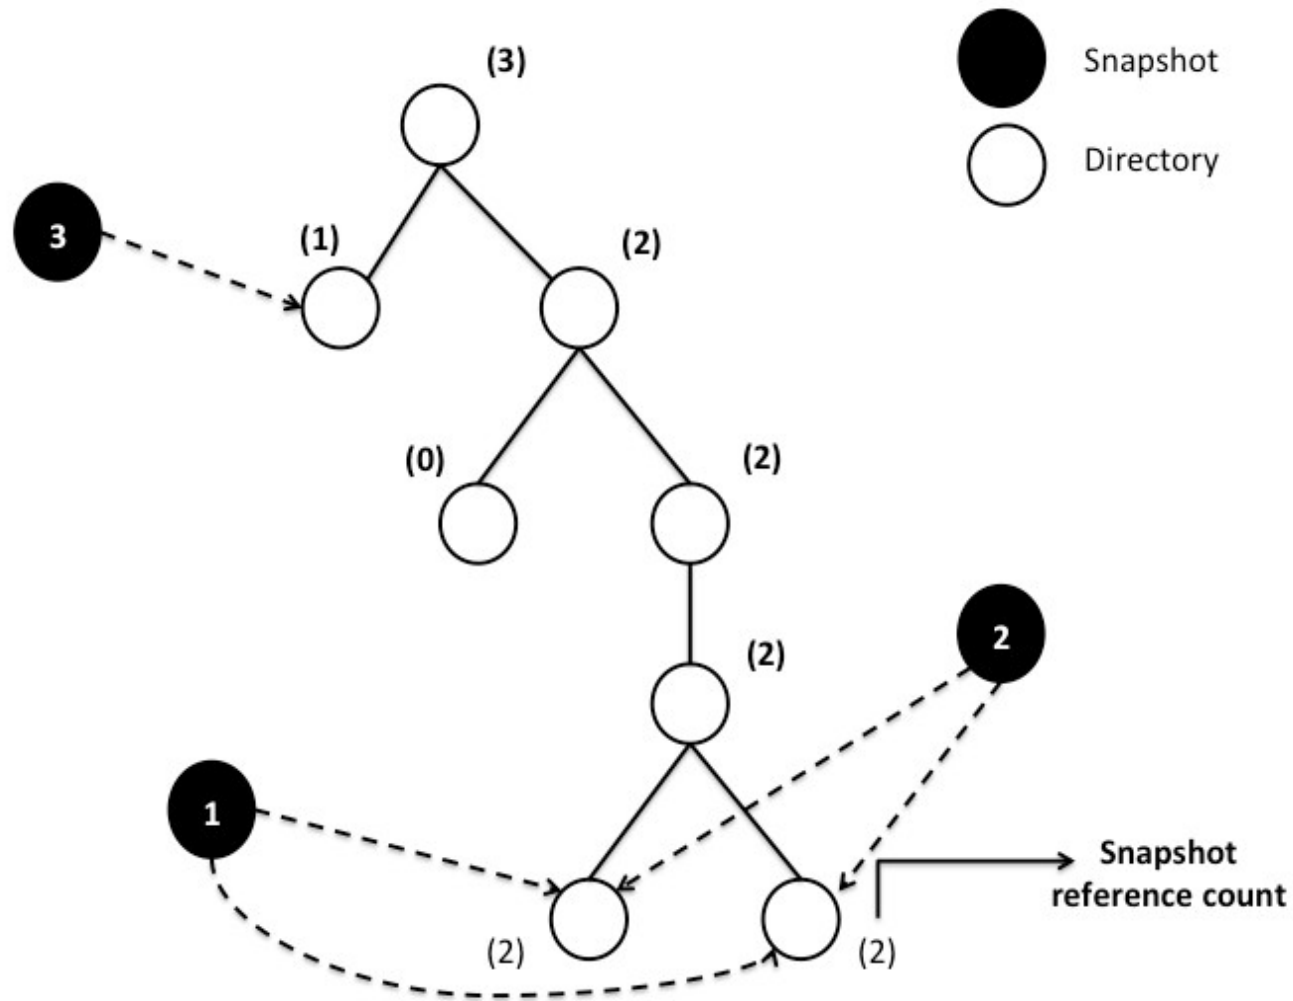 (3)
Snapshot
Directory
3
(1)
(2)
(0)
(2)
(2)
2
1
Snapshot
reference count
(2)
(2)